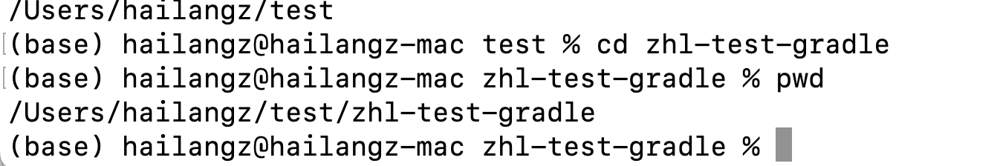 /Users/hailangz/test
[(base) hailangz@hailangz-mac test % cd zhl-test-gradle
[(base) hailangz@hailangz-mac zhl-test-gradle % pwd
/Users/hailangz/test/zhl-test-gradle
(base) hailangz@hailangz-mac zhl-test-gradle %